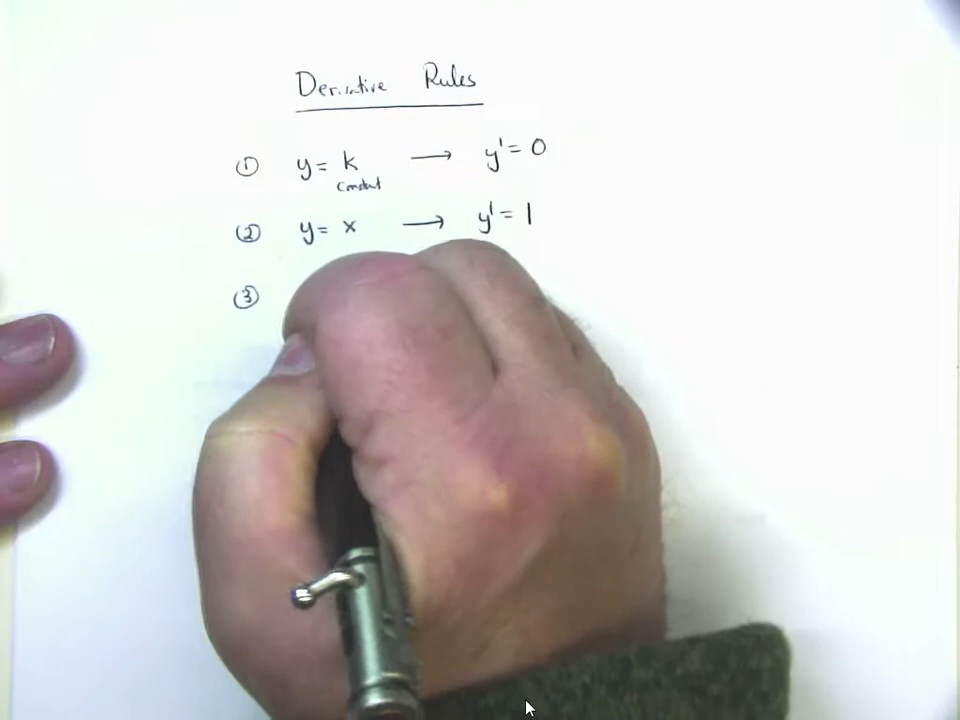 Derivative Rules
① y = k → y' = 0
constant
② y = x → y' = 1
③